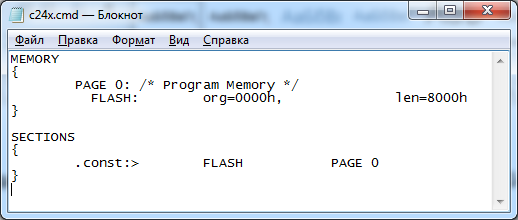 c24x.cmd — Блокнот
Файл Правка Формат Вид Справка
MEMORY
{
PAGE 0: /* Program Memory */
FLASH: org=0000h, len=8000h
}
SECTIONS
{
.const:> FLASH PAGE 0
}